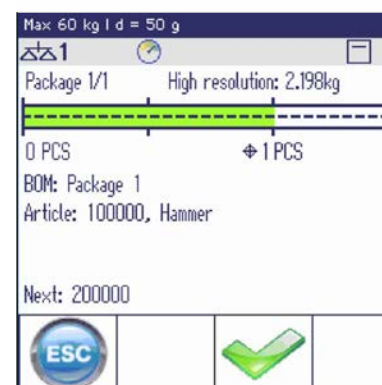 Max 60 kg | d = 50 g
1
Package 1/1 High resolution: 2.198kg
0 PCS 1 PCS
BOM: Package 1
Article: 100000, Hammer
Next: 200000
ESC